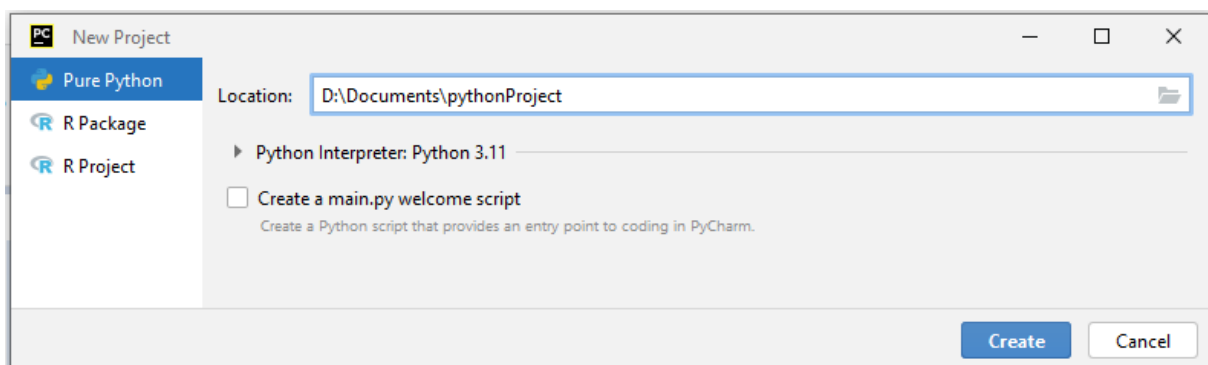 PC New Project
Pure Python
R Package
R Project
Location: D:\Documents\pythonProject
Python Interpreter: Python 3.11
Create a main.py welcome script
Create a Python script that provides an entry point to coding in PyCharm.
Create Cancel